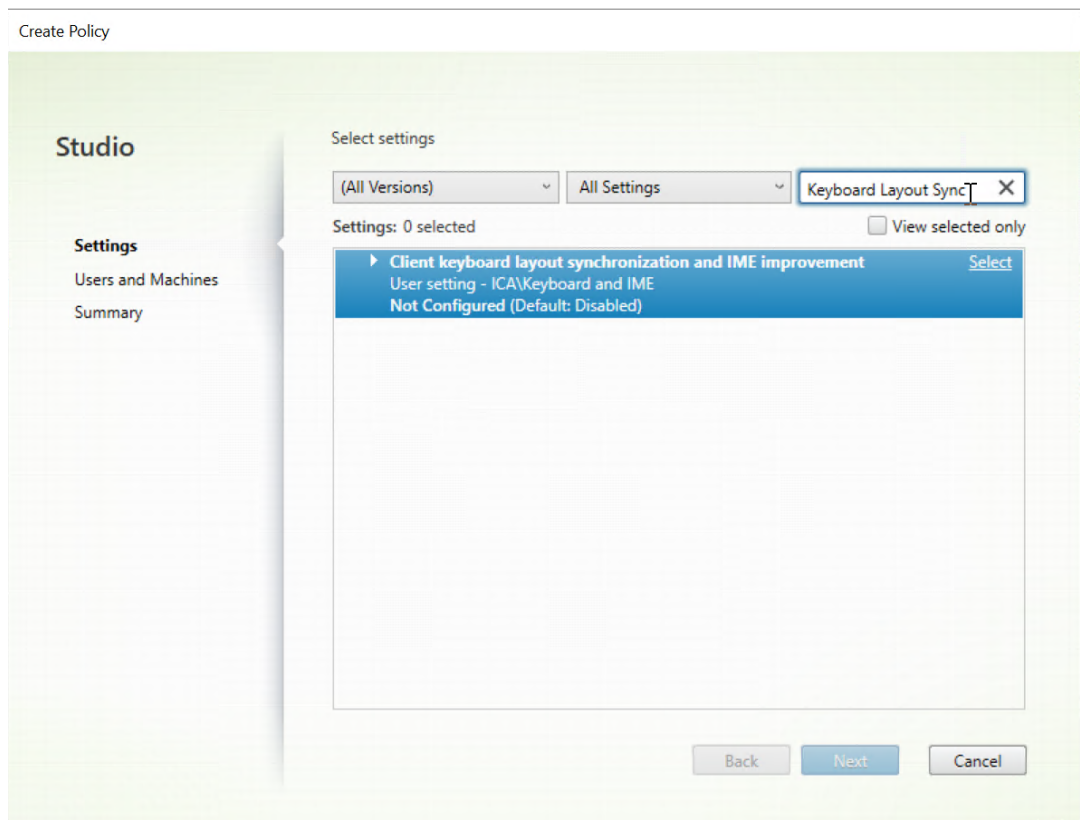 Create Policy
Studio
Settings
Users and Machines
Summary
Select settings
(All Versions)
All Settings
Keyboard Layout Sync
Settings: 0 selected
View selected only
Client keyboard layout synchronization and IME improvement
Select
User setting - ICA\Keyboard and IME
Not Configured (Default: Disabled)
Back
Next
Cancel